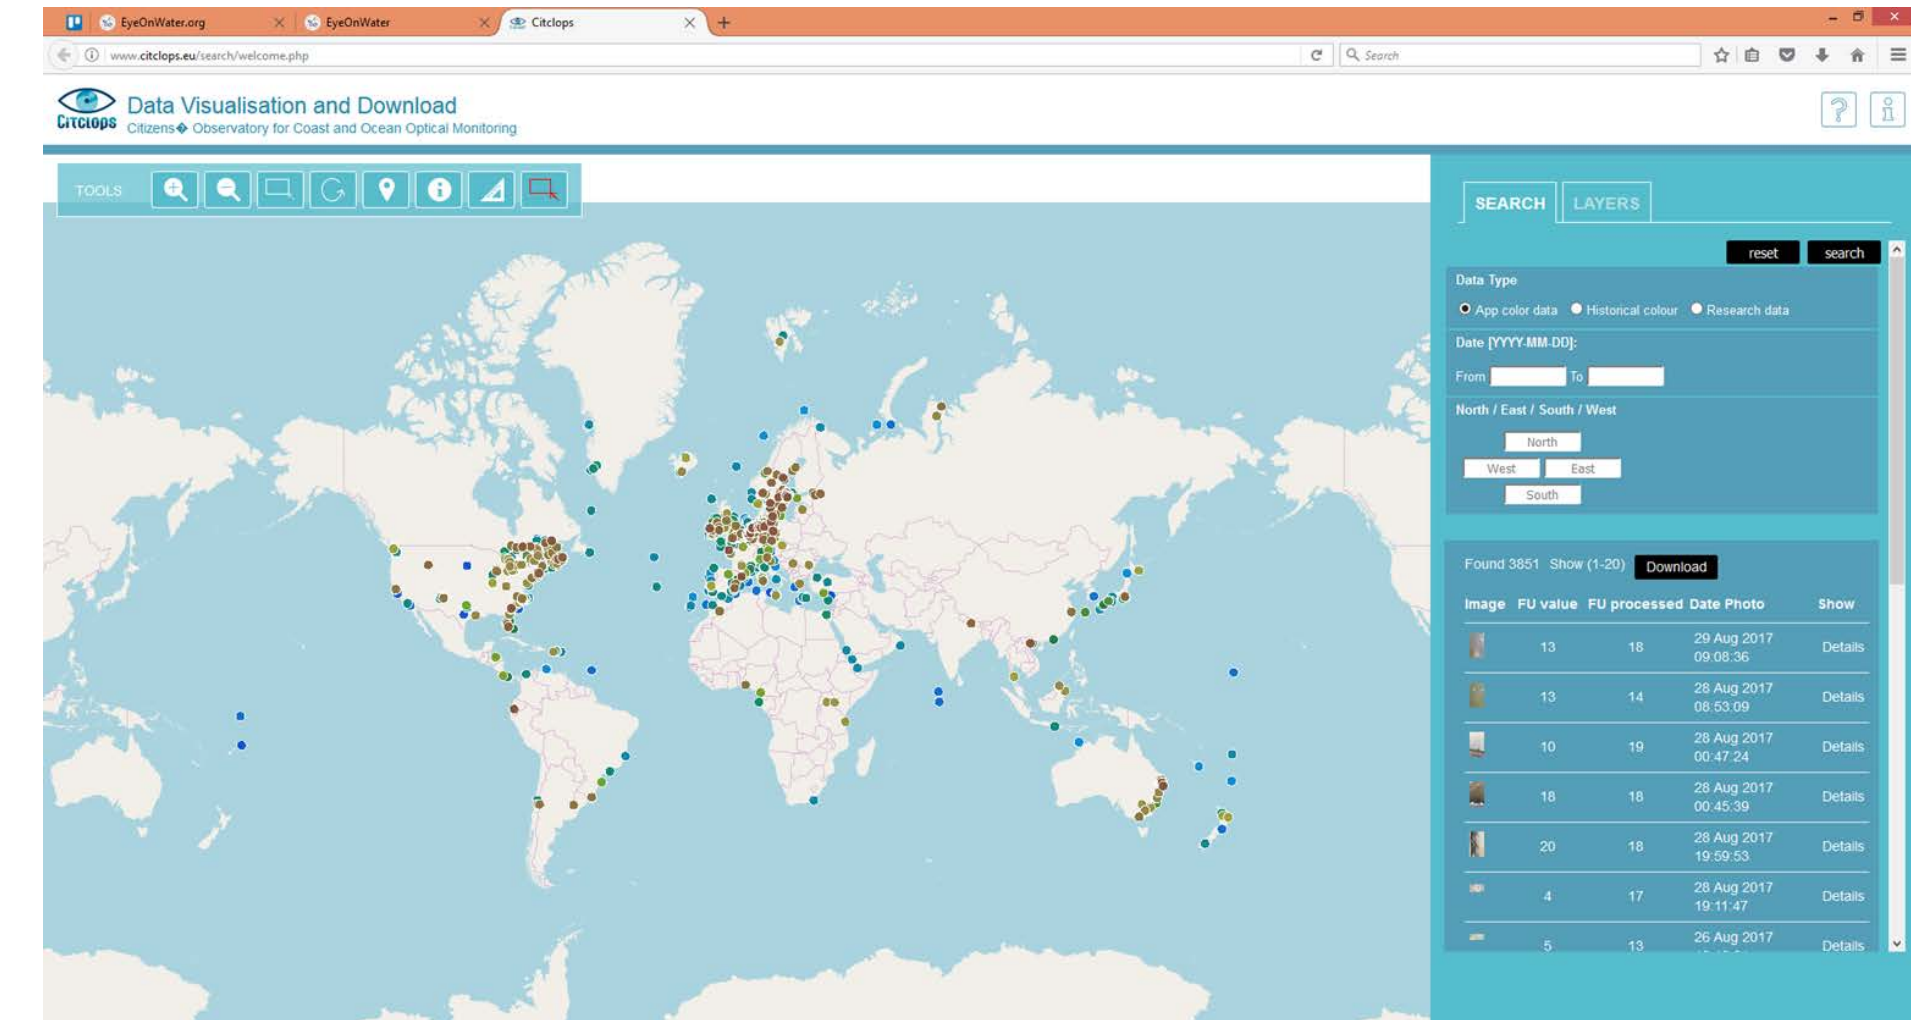 EyeOnWater.org
EyeOnWater
Citclops
www.citclops.eu/search/welcome.php
Search
CITCLOPS
Data Visualisation and Download
Citizens� Observatory for Coast and Ocean Optical Monitoring
TOOLS
SEARCH LAYERS
reset search
Data Type
App color data Historical colour Research data
Date [YYYY-MM-DD]:
From To
North / East / South / West
North
West East
South
Found 3851 Show (1-20) Download
Image FU value FU processed Date Photo Show
13 18 29 Aug 2017 09:08:36 Details
13 14 28 Aug 2017 08:53:09 Details
10 19 28 Aug 2017 00:47:24 Details
18 18 28 Aug 2017 00:45:39 Details
20 18 28 Aug 2017 19:59:53 Details
4 17 28 Aug 2017 19:11:47 Details
5 13 26 Aug 2017 Details